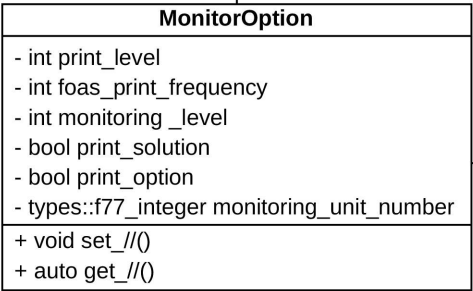 MonitorOption
- int print_level
- int foas_print_frequency
- int monitoring _level
- bool print_solution
- bool print_option
- types::f77_integer monitoring_unit_number
+ void set_//()
+ auto get_//()